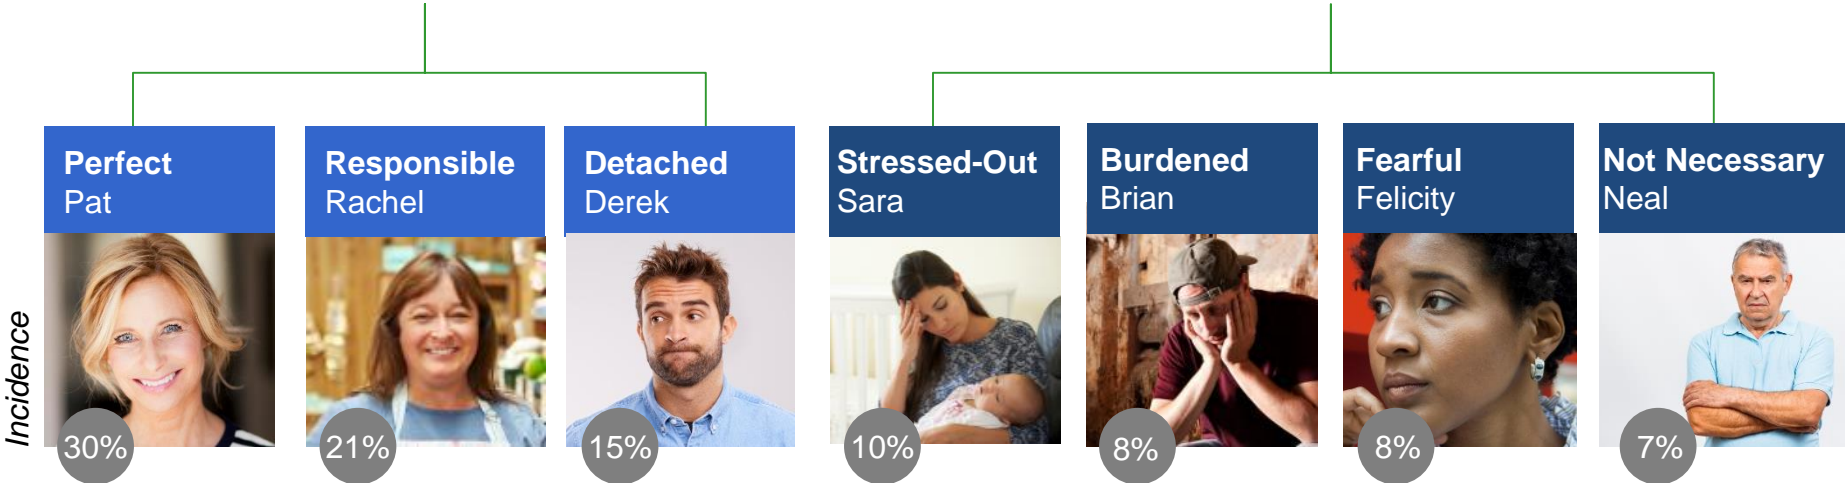 Perfect
Pat
Responsible
Rachel
Detached
Derek
Stressed-Out
Sara
Burdened
Brian
Fearful
Felicity
Not Necessary
Neal
Incidence
30%
21%
15%
10%
8%
8%
7%